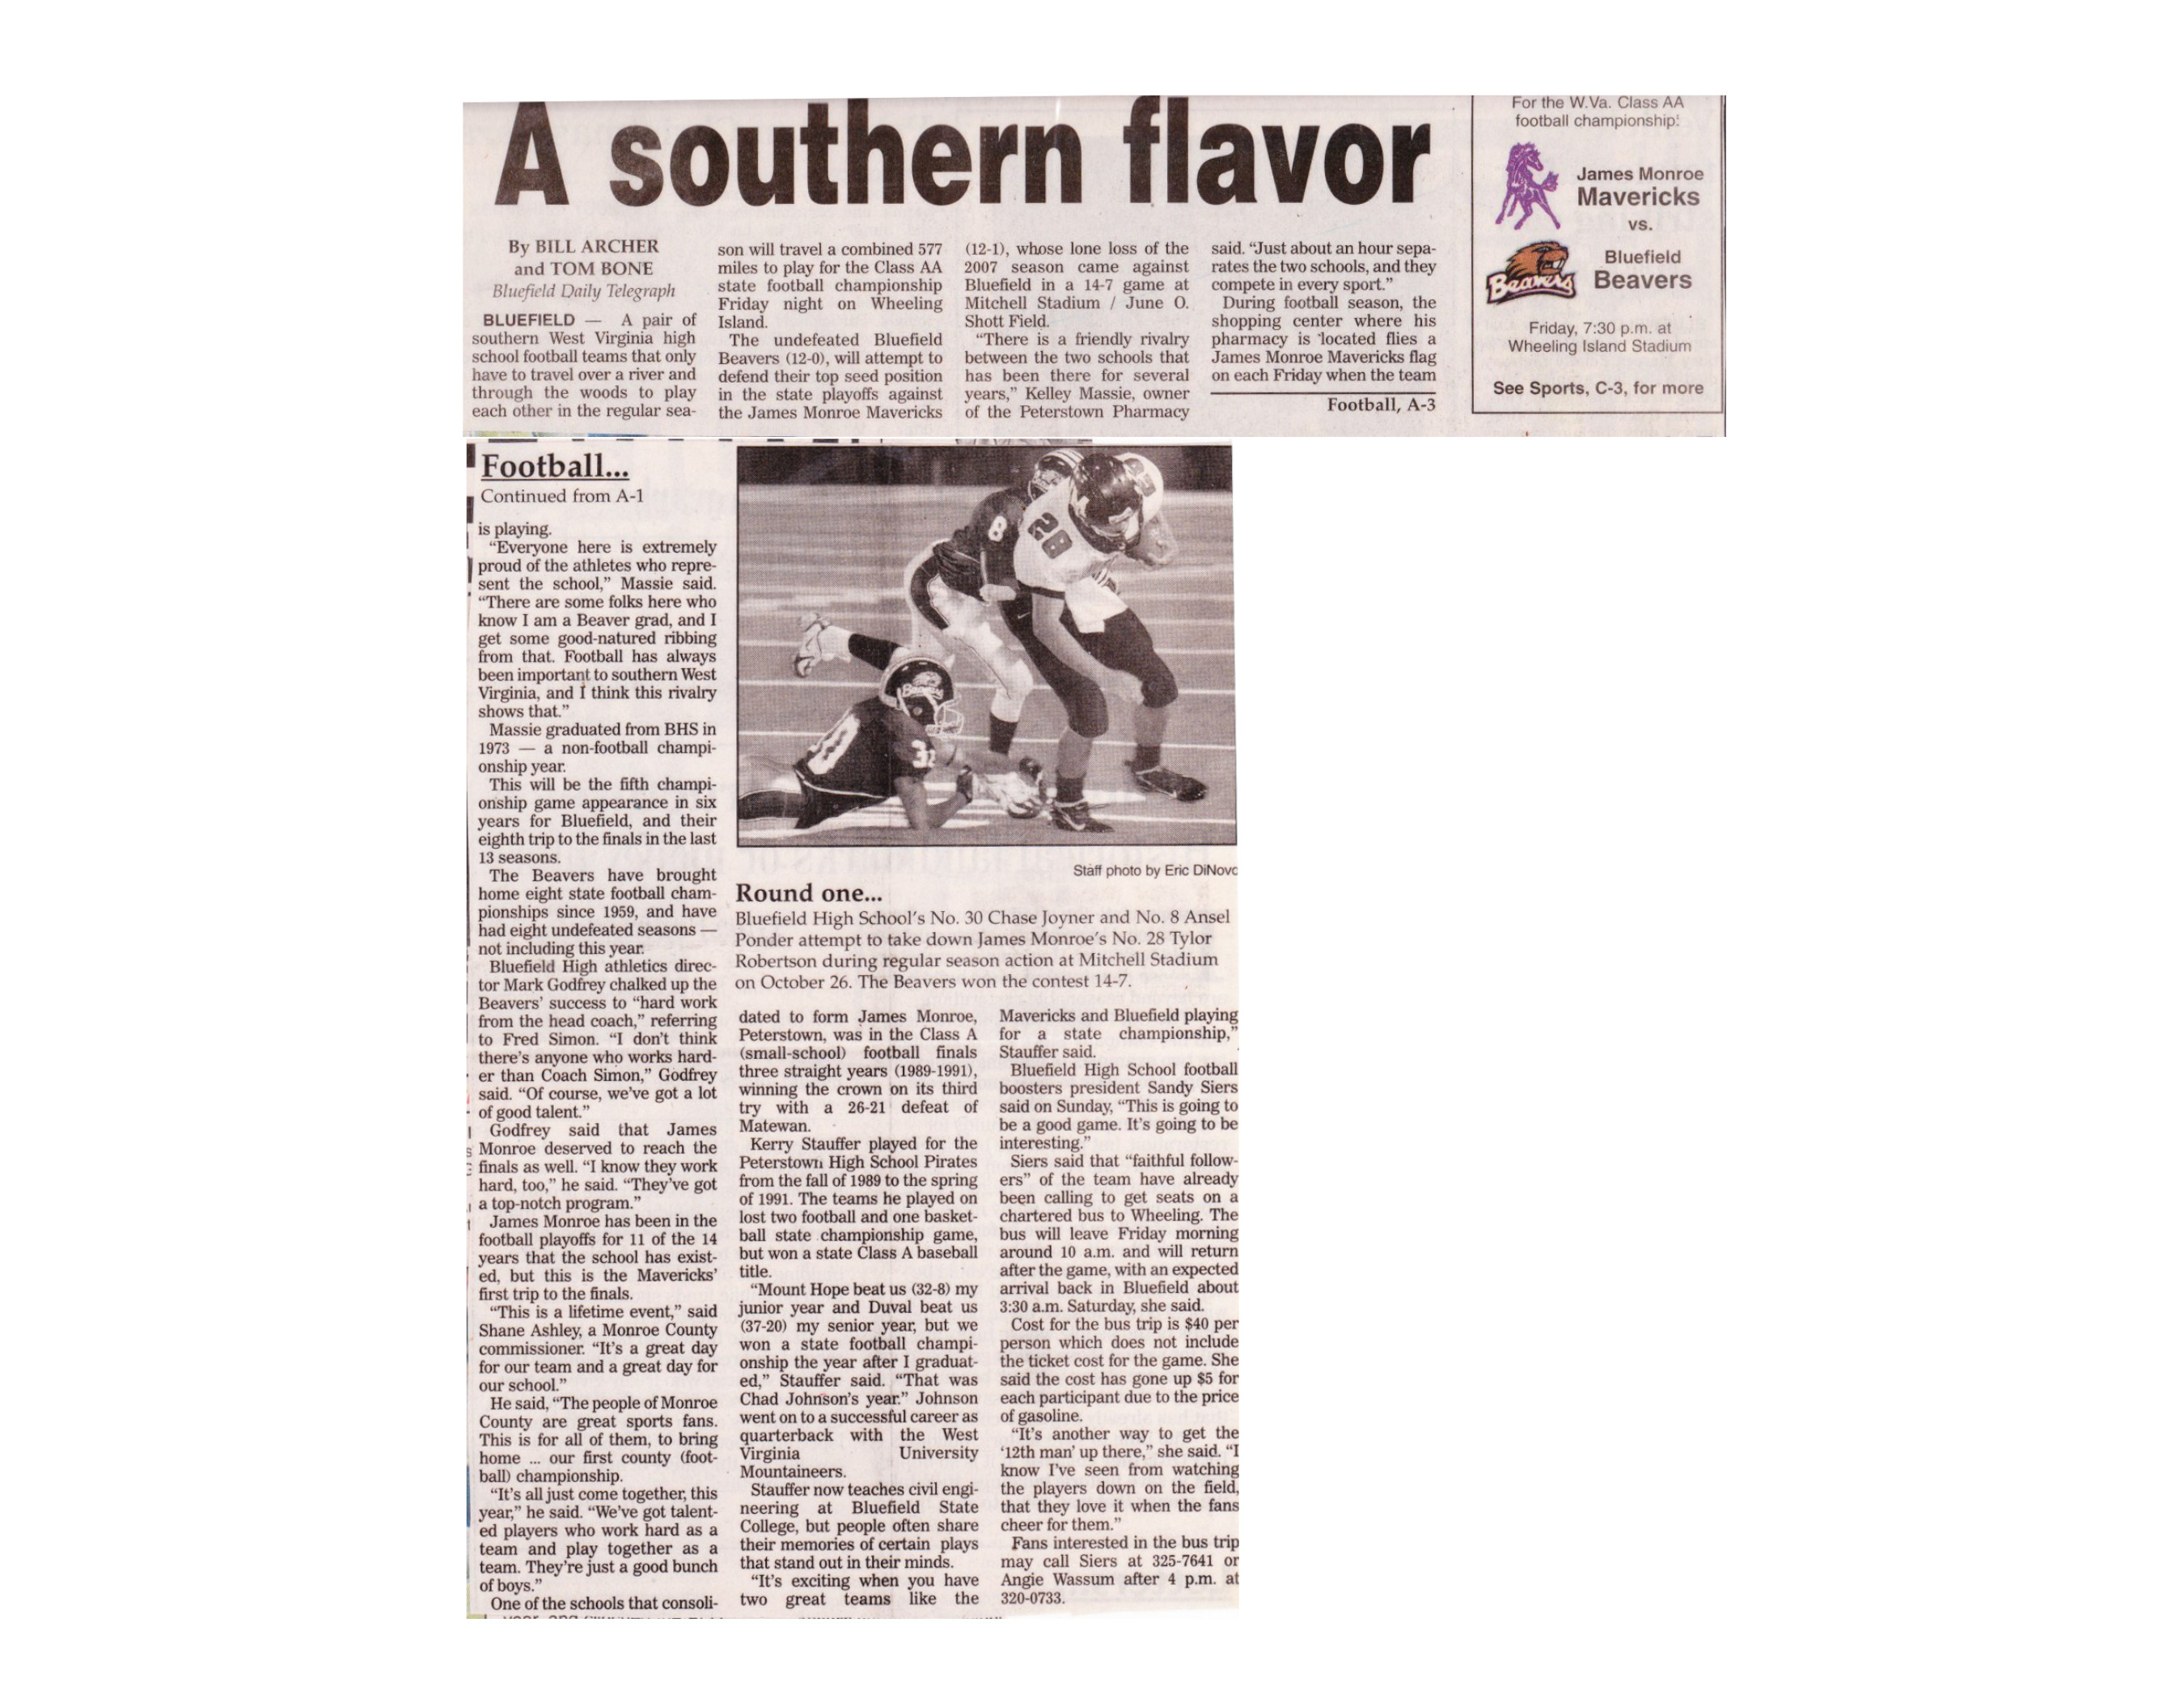 A southern flavor
By BILL ARCHER
and TOM BONE
Bluefield Daily Telegraph
BLUEFIELD — A pair of
southern West Virginia high
school football teams that only
have to travel over a river and
through the woods to play
each other in the regular sea-
son will travel a combined 577
miles to play for the Class AA
state football championship
Friday night on Wheeling
Island.
The undefeated Bluefield
Beavers (12-0), will attempt to
defend their top seed position
in the state playoffs against
the James Monroe Mavericks
(12-1), whose lone loss of the
2007 season came against
Bluefield in a 14-7 game at
Mitchell Stadium / June O.
Shott Field.
“There is a friendly rivalry
between the two schools that
has been there for several
years,” Kelley Massie, owner
of the Peterstown Pharmacy
said. “Just about an hour sepa-
rates the two schools, and they
compete in every sport.”
During football season, the
shopping center where his
pharmacy is located flies a
James Monroe Mavericks flag
on each Friday when the team
Football, A-3
For the W.Va. Class AA
football championship:
James Monroe
Mavericks
vs.
Beavers
Bluefield
Beavers
Friday, 7:30 p.m. at
Wheeling Island Stadium
See Sports, C-3, for more
Football...
Continued from A-1
is playing.
“Everyone here is extremely
proud of the athletes who repre-
sent the school,” Massie said.
“There are some folks here who
know I am a Beaver grad, and I
get some good-natured ribbing
from that. Football has always
been important to southern West
Virginia, and I think this rivalry
shows that.”
Massie graduated from BHS in
1973 — a non-football champi-
onship year.
This will be the fifth champi-
onship game appearance in six
years for Bluefield, and their
eighth trip to the finals in the last
13 seasons.
The Beavers have brought
home eight state football cham-
pionships since 1959, and have
had eight undefeated seasons —
not including this year.
Bluefield High athletics direc-
tor Mark Godfrey chalked up the
Beavers’ success to “hard work
from the head coach,” referring
to Fred Simon. “I don’t think
there’s anyone who works hard-
er than Coach Simon,” Godfrey
said. “Of course, we’ve got a lot
of good talent.”
Godfrey said that James
Monroe deserved to reach the
finals as well. “I know they work
hard, too,” he said. “They’ve got
a top-notch program.”
James Monroe has been in the
football playoffs for 11 of the 14
years that the school has exist-
ed, but this is the Mavericks’
first trip to the finals.
“This is a lifetime event,” said
Shane Ashley, a Monroe County
commissioner. “It’s a great day
for our team and a great day for
our school.”
He said, “The people of Monroe
County are great sports fans.
This is for all of them, to bring
home ... our first county (foot-
ball) championship.
“It’s all just come together, this
year,” he said. “We’ve got talent-
ed players who work hard as a
team and play together as a
team. They’re just a good bunch
of boys.”
One of the schools that consoli-
8
28
Beavers
30
Staff photo by Eric DiNovo
Round one...
Bluefield High School’s No. 30 Chase Joyner and No. 8 Ansel
Ponder attempt to take down James Monroe’s No. 28 Tylor
Robertson during regular season action at Mitchell Stadium
on October 26. The Beavers won the contest 14-7.
dated to form James Monroe,
Peterstown, was in the Class A
(small-school) football finals
three straight years (1989-1991),
winning the crown on its third
try with a 26-21 defeat of
Matewan.
Kerry Stauffer played for the
Peterstown High School Pirates
from the fall of 1989 to the spring
of 1991. The teams he played on
lost two football and one basket-
ball state championship game,
but won a state Class A baseball
title.
“Mount Hope beat us (32-8) my
junior year and Duval beat us
(37-20) my senior year, but we
won a state football champi-
onship the year after I graduat-
ed,” Stauffer said. “That was
Chad Johnson’s year.” Johnson
went on to a successful career as
quarterback with the West
Virginia University
Mountaineers.
Stauffer now teaches civil engi-
neering at Bluefield State
College, but people often share
their memories of certain plays
that stand out in their minds.
“It’s exciting when you have
two great teams like the
Mavericks and Bluefield playing
for a state championship,”
Stauffer said.
Bluefield High School football
boosters president Sandy Siers
said on Sunday, “This is going to
be a good game. It’s going to be
interesting.”
Siers said that “faithful follow-
ers” of the team have already
been calling to get seats on a
chartered bus to Wheeling. The
bus will leave Friday morning
around 10 a.m. and will return
after the game, with an expected
arrival back in Bluefield about
3:30 a.m. Saturday, she said.
Cost for the bus trip is $40 per
person which does not include
the ticket cost for the game. She
said the cost has gone up $5 for
each participant due to the price
of gasoline.
“It’s another way to get the
‘12th man’ up there,” she said. “I
know I’ve seen from watching
the players down on the field,
that they love it when the fans
cheer for them.”
Fans interested in the bus trip
may call Siers at 325-7641 or
Angie Wassum after 4 p.m. at
320-0733.